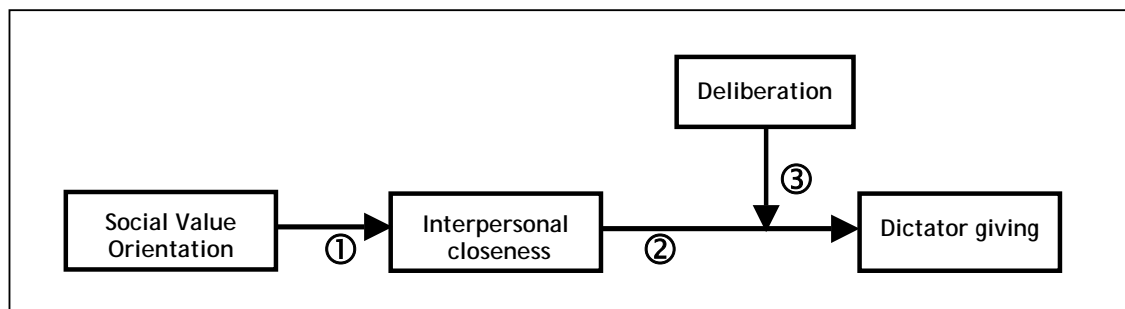 Deliberation
③
Social Value
Orientation
①
Interpersonal
closeness
②
Dictator giving